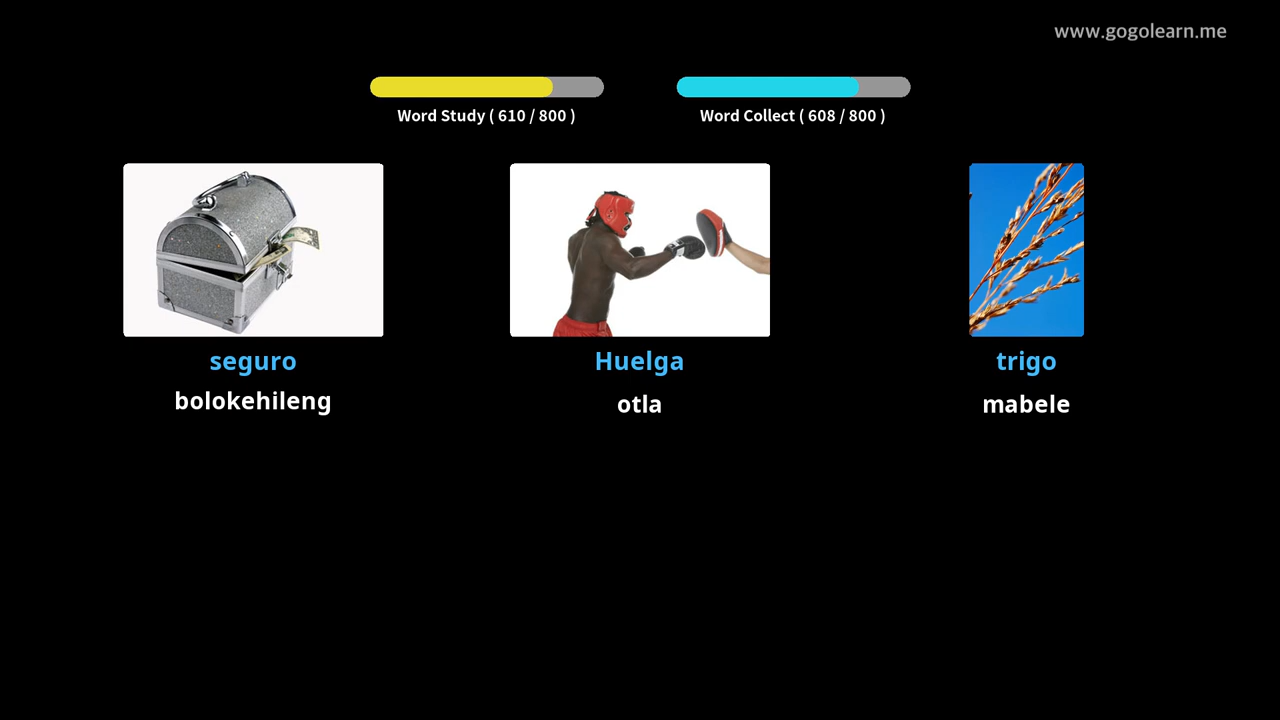 www.gogolearn.me
Word Study ( 610 / 800 )
Word Collect ( 608 / 800 )
seguro
bolokehileng
Huelga
otla
trigo
mabele